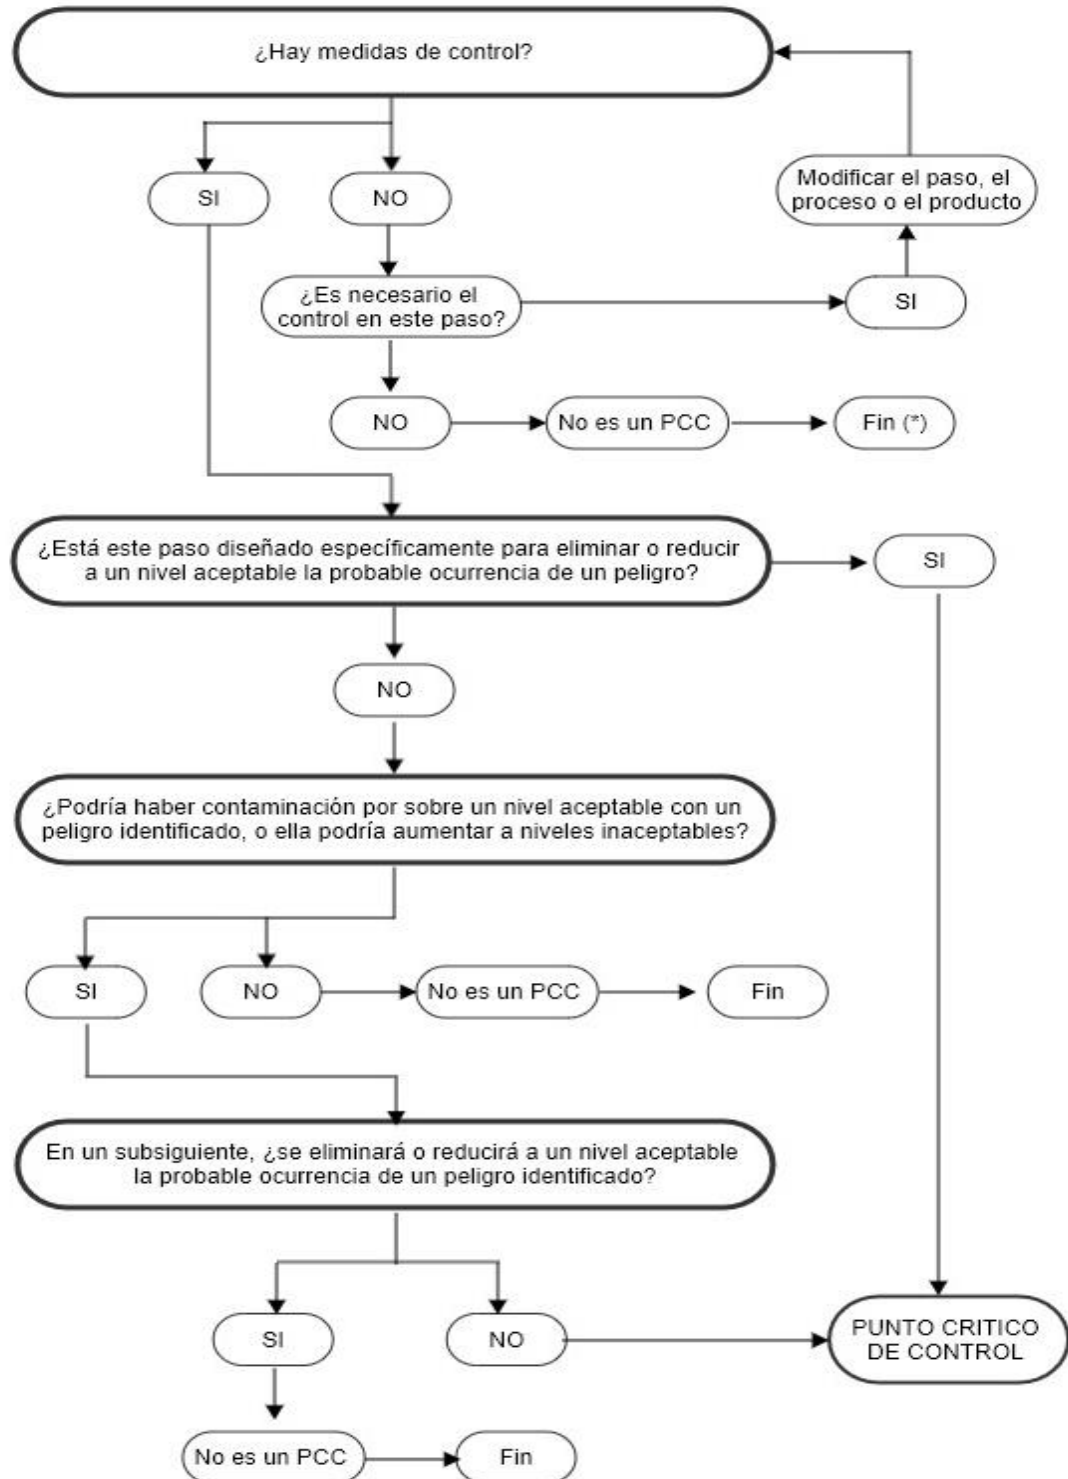 ¿Hay medidas de control?
SI
NO
Modificar el paso, el
proceso o el producto
¿Es necesario el
control en este paso?
SI
NO
No es un PCC
Fin (*)
¿Está este paso diseñado específicamente para eliminar o reducir
a un nivel aceptable la probable ocurrencia de un peligro?
SI
NO
¿Podría haber contaminación por sobre un nivel aceptable con un
peligro identificado, o ella podría aumentar a niveles inaceptables?
SI
NO
No es un PCC
Fin
En un subsiguiente, ¿se eliminará o reducirá a un nivel aceptable
la probable ocurrencia de un peligro identificado?
SI
NO
PUNTO CRITICO
DE CONTROL
No es un PCC
Fin